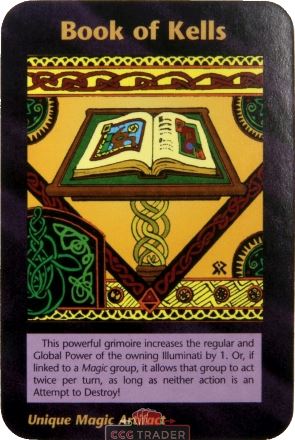 Book of Kells
This powerful grimoire increases the regular and
Global Power of the owning Illuminati by 1. Or, if
linked to a Magic group, it allows that group to act
twice per turn, as long as neither action is an
Attempt to Destroy!
Unique Magic Artifact
CCG TRADER